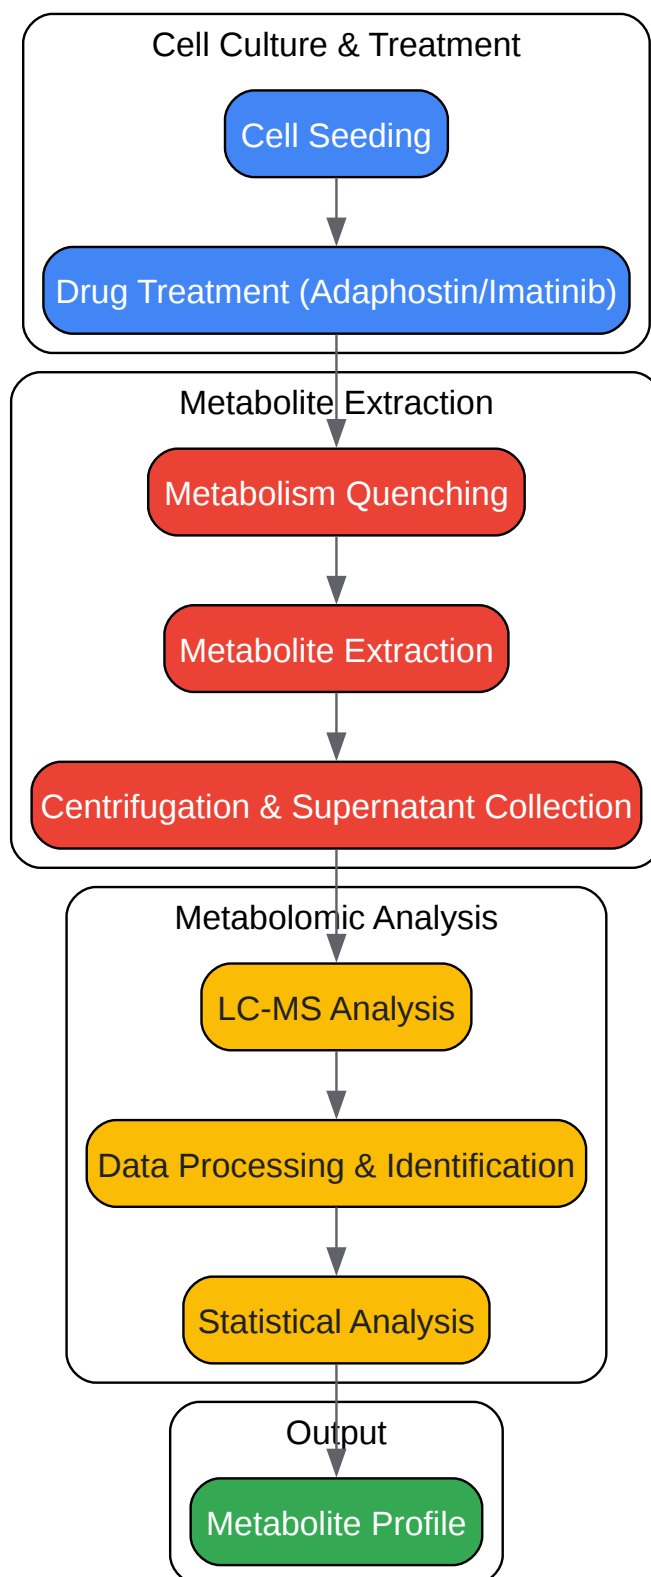 Cell Culture & Treatment
Cell Seeding
Drug Treatment (Adaphostin/Imatinib)
Metabolite Extraction
Metabolism Quenching
Metabolite Extraction
Centrifugation & Supernatant Collection
Metabolomic Analysis
LC-MS Analysis
Data Processing & Identification
Statistical Analysis
Output
Metabolite Profile